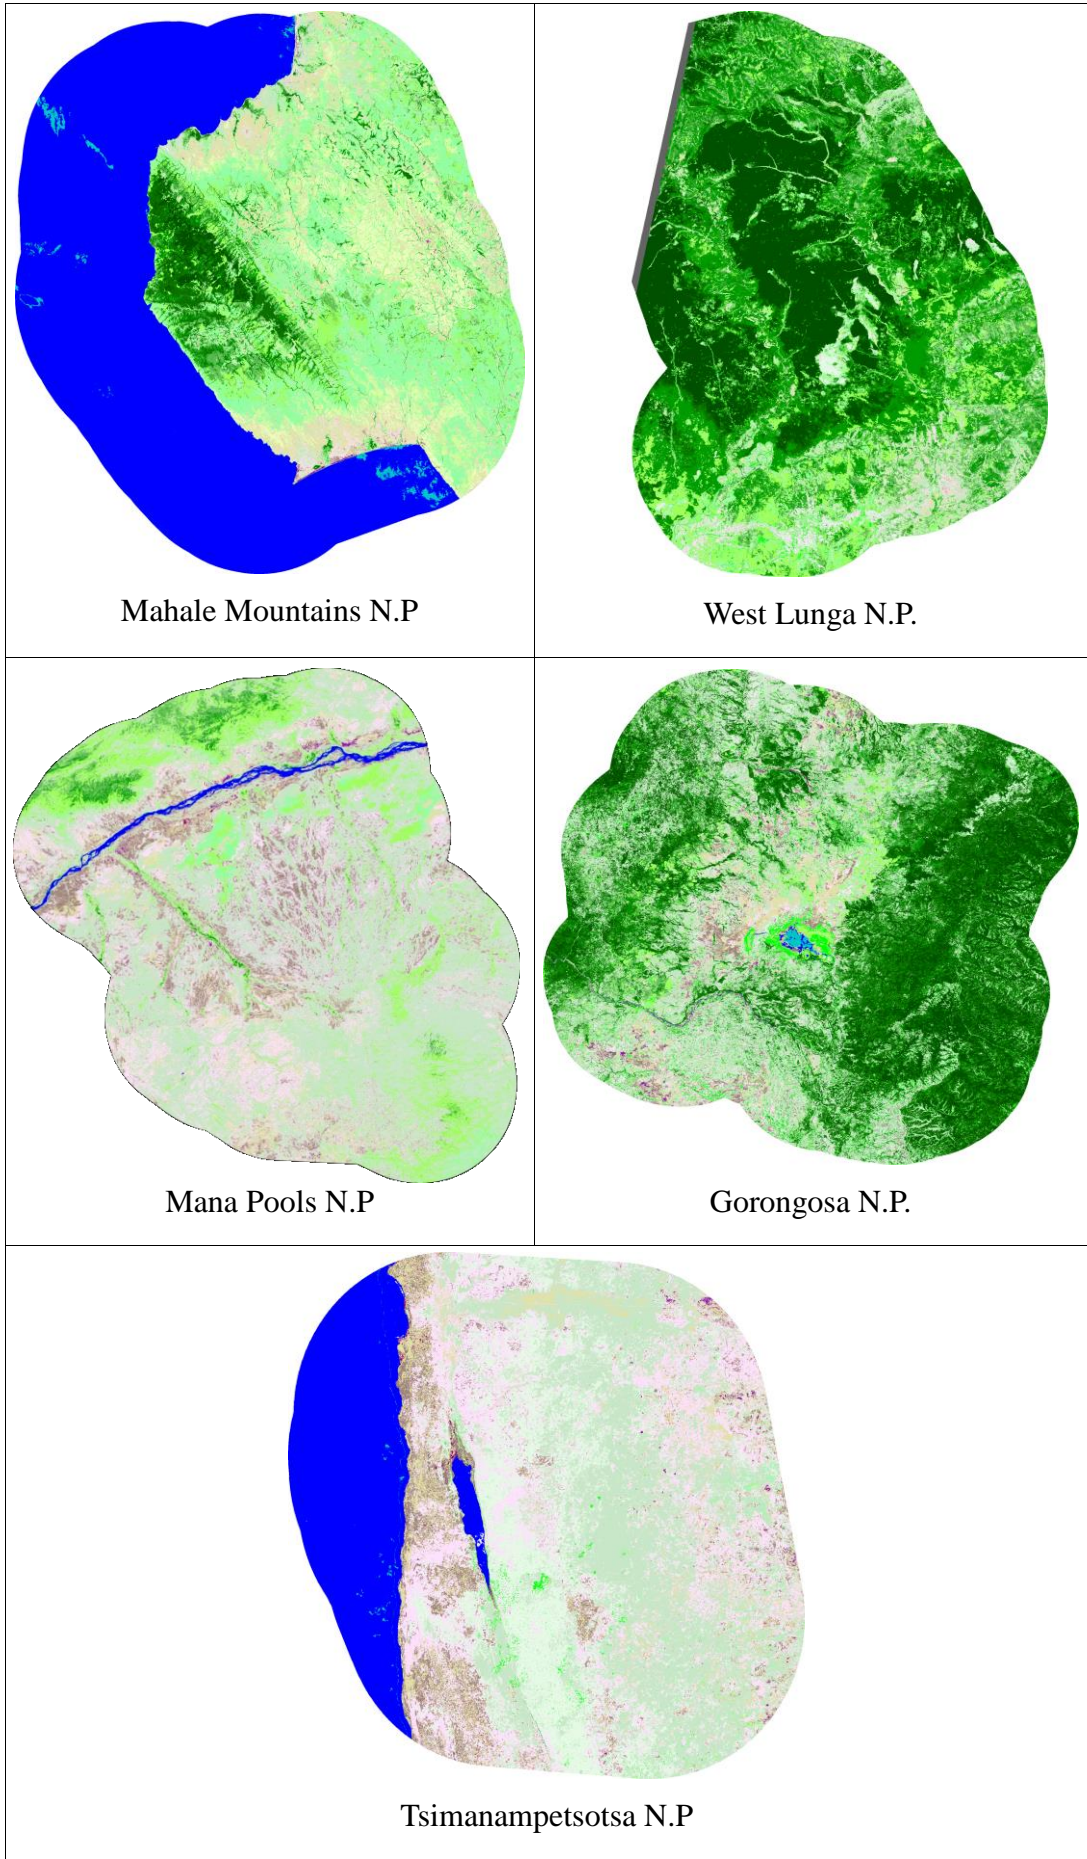 Mahale Mountains N.P
West Lunga N.P.
Mana Pools N.P
Gorongosa N.P.
Tsimanampetsotsa N.P